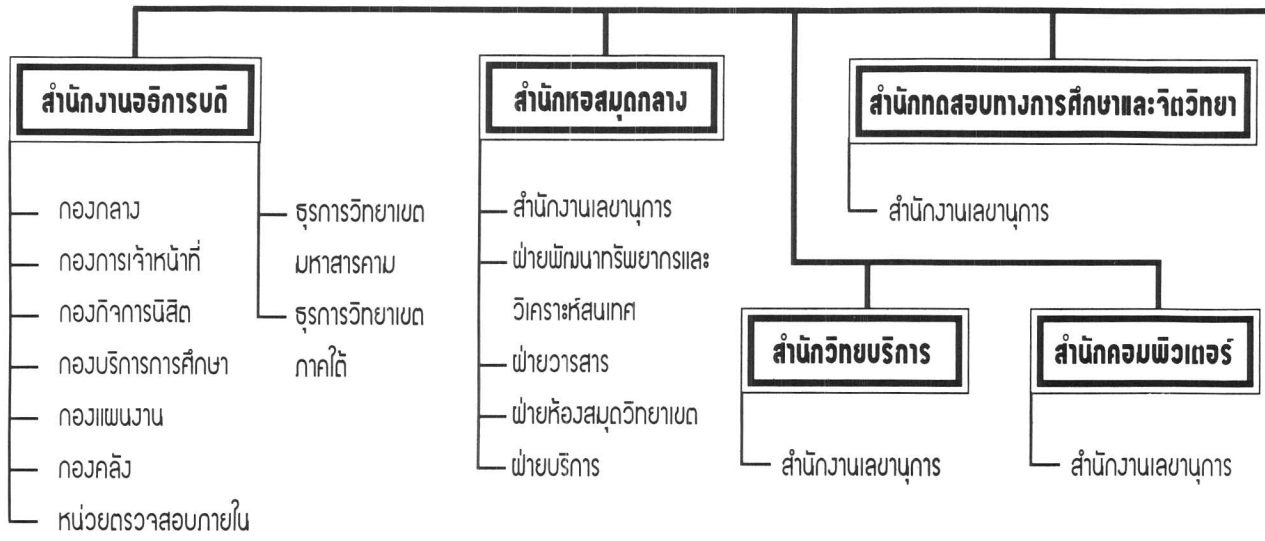 สำนักงานอธิการบดี
กองกลาง
กองการเจ้าหน้าที่
กองกิจการนิสิต
กองบริการการศึกษา
กองแผนงาน
กองคลัง
หน่วยตรวจสอบภายใน
ธุรการวิทยาเขต
มหาสารคาม
ธุรการวิทยาเขต
ภาคใต้
สำนักหอสมุดกลาง
สำนักงานเลขานุการ
ฝ่ายพัฒนาทรัพยากรและ
วิเคราะห์สนเทศ
ฝ่ายวารสาร
ฝ่ายห้องสมุดวิทยาเขต
ฝ่ายบริการ
สำนักทดสอบทางการศึกษาและจิตวิทยา
สำนักงานเลขานุการ
สำนักวิทยบริการ
สำนักงานเลขานุการ
สำนักคอมพิวเตอร์
สำนักงานเลขานุการ